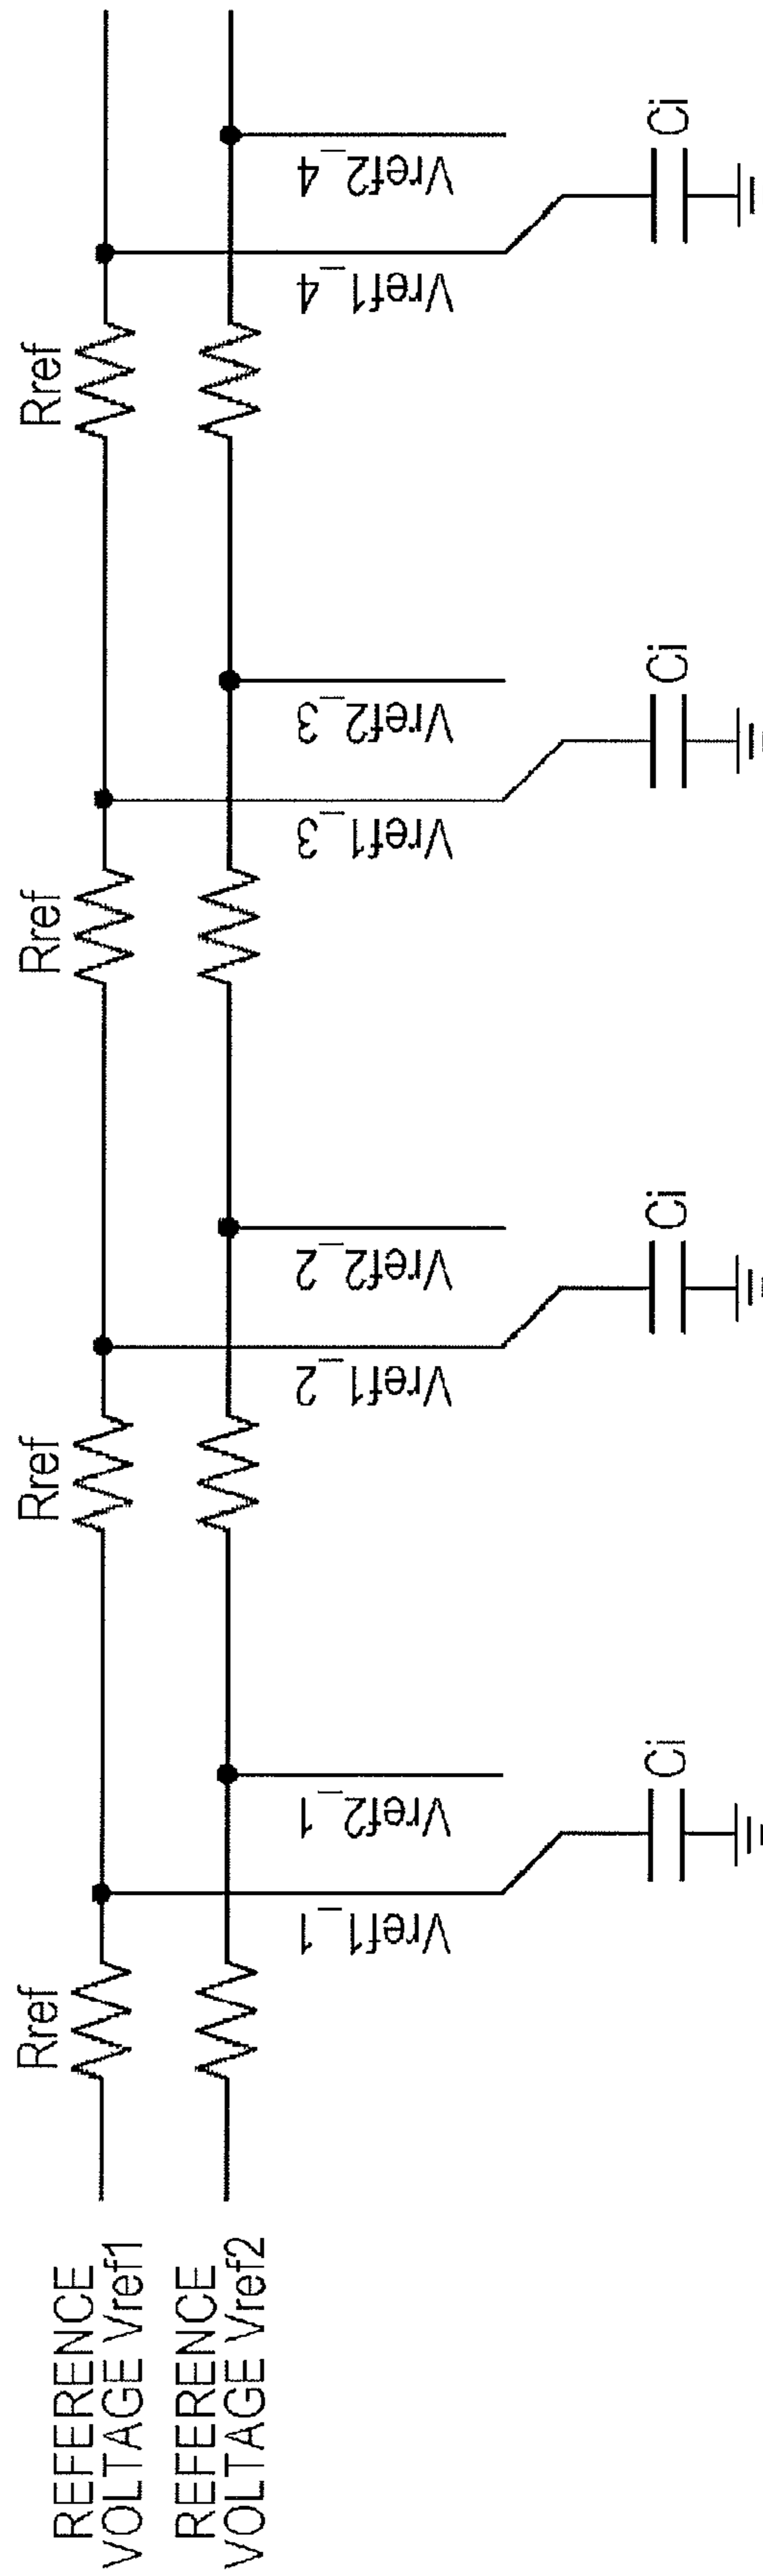 REFERENCE
VOLTAGE Vref1
REFERENCE
VOLTAGE Vref2
Rref
Rref
Rref
Rref
Vref1_1
Vref2_1
Vref1_2
Vref2_2
Vref1_3
Vref2_3
Vref1_4
Vref2_4
Ci
Ci
Ci
Ci